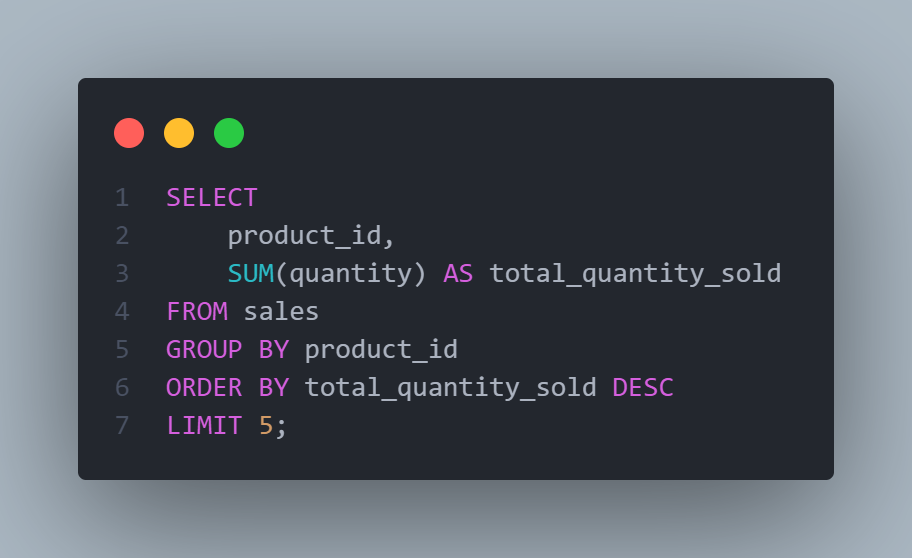 1 SELECT
2     product_id,
3     SUM(quantity) AS total_quantity_sold
4 FROM sales
5 GROUP BY product_id
6 ORDER BY total_quantity_sold DESC
7 LIMIT 5;